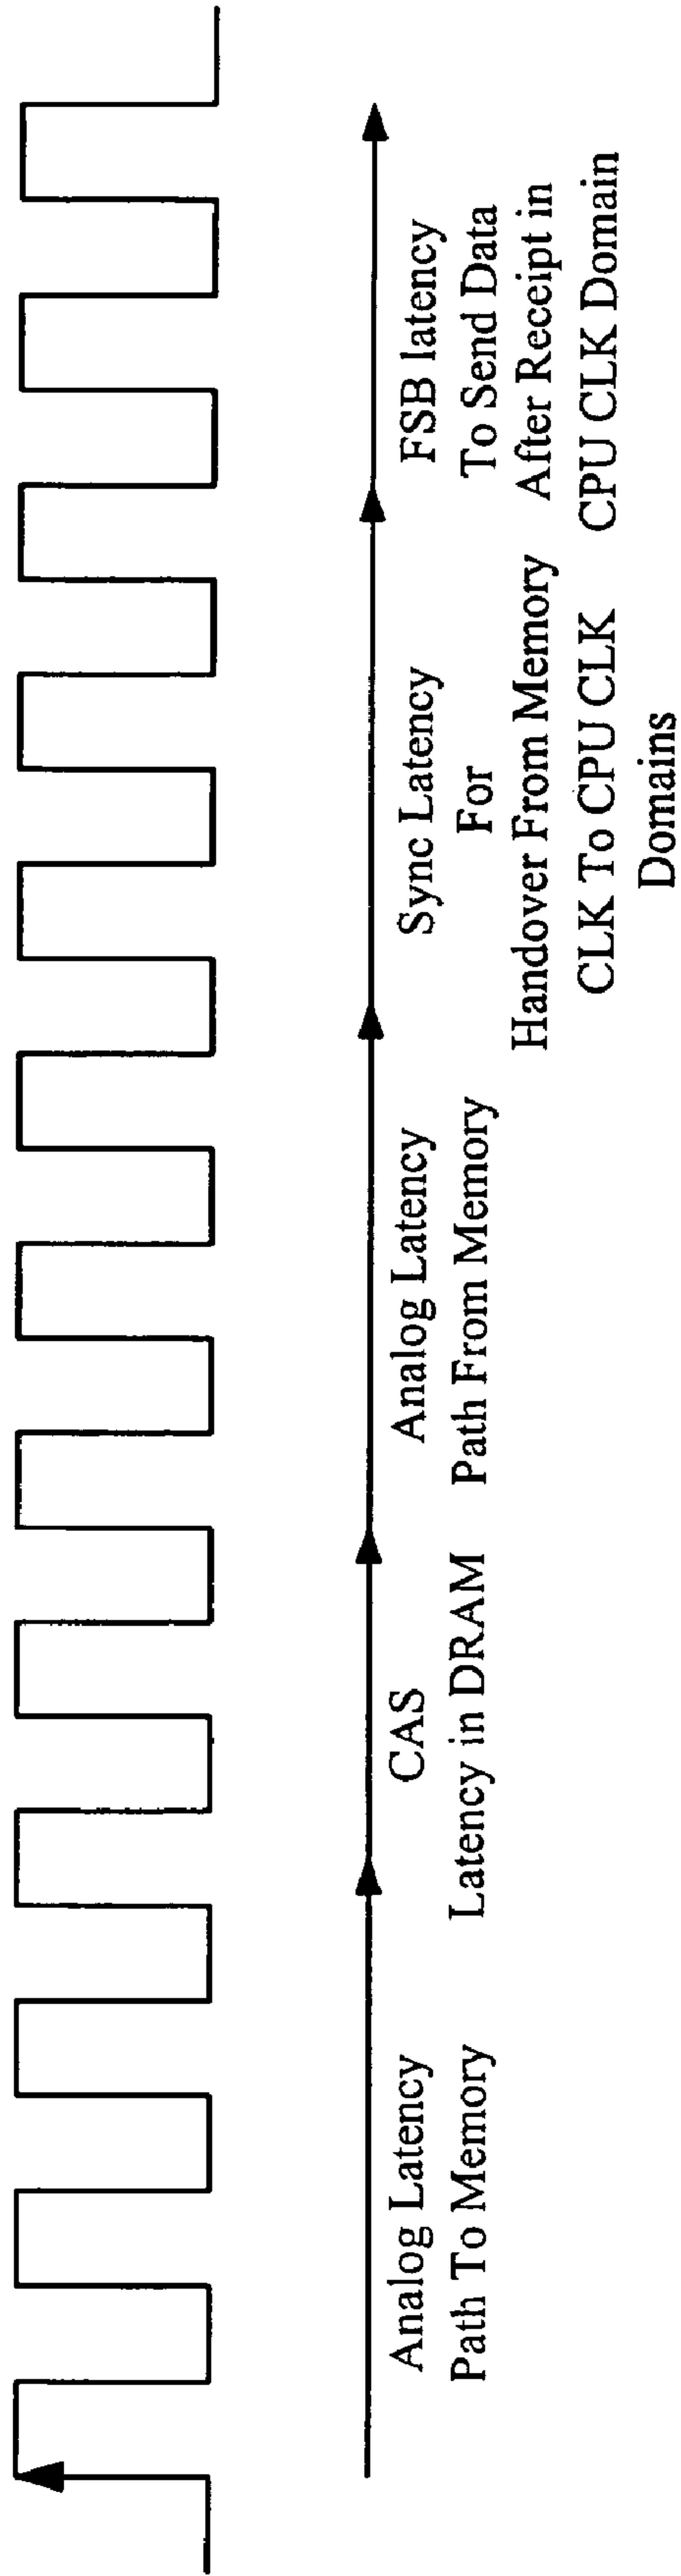 Analog Latency
Path To Memory
CAS
Latency in DRAM
Analog Latency
Path From Memory
Sync Latency
For
Handover From Memory
CLK To CPU CLK
Domains
FSB latency
To Send Data
After Receipt in
CPU CLK Domain